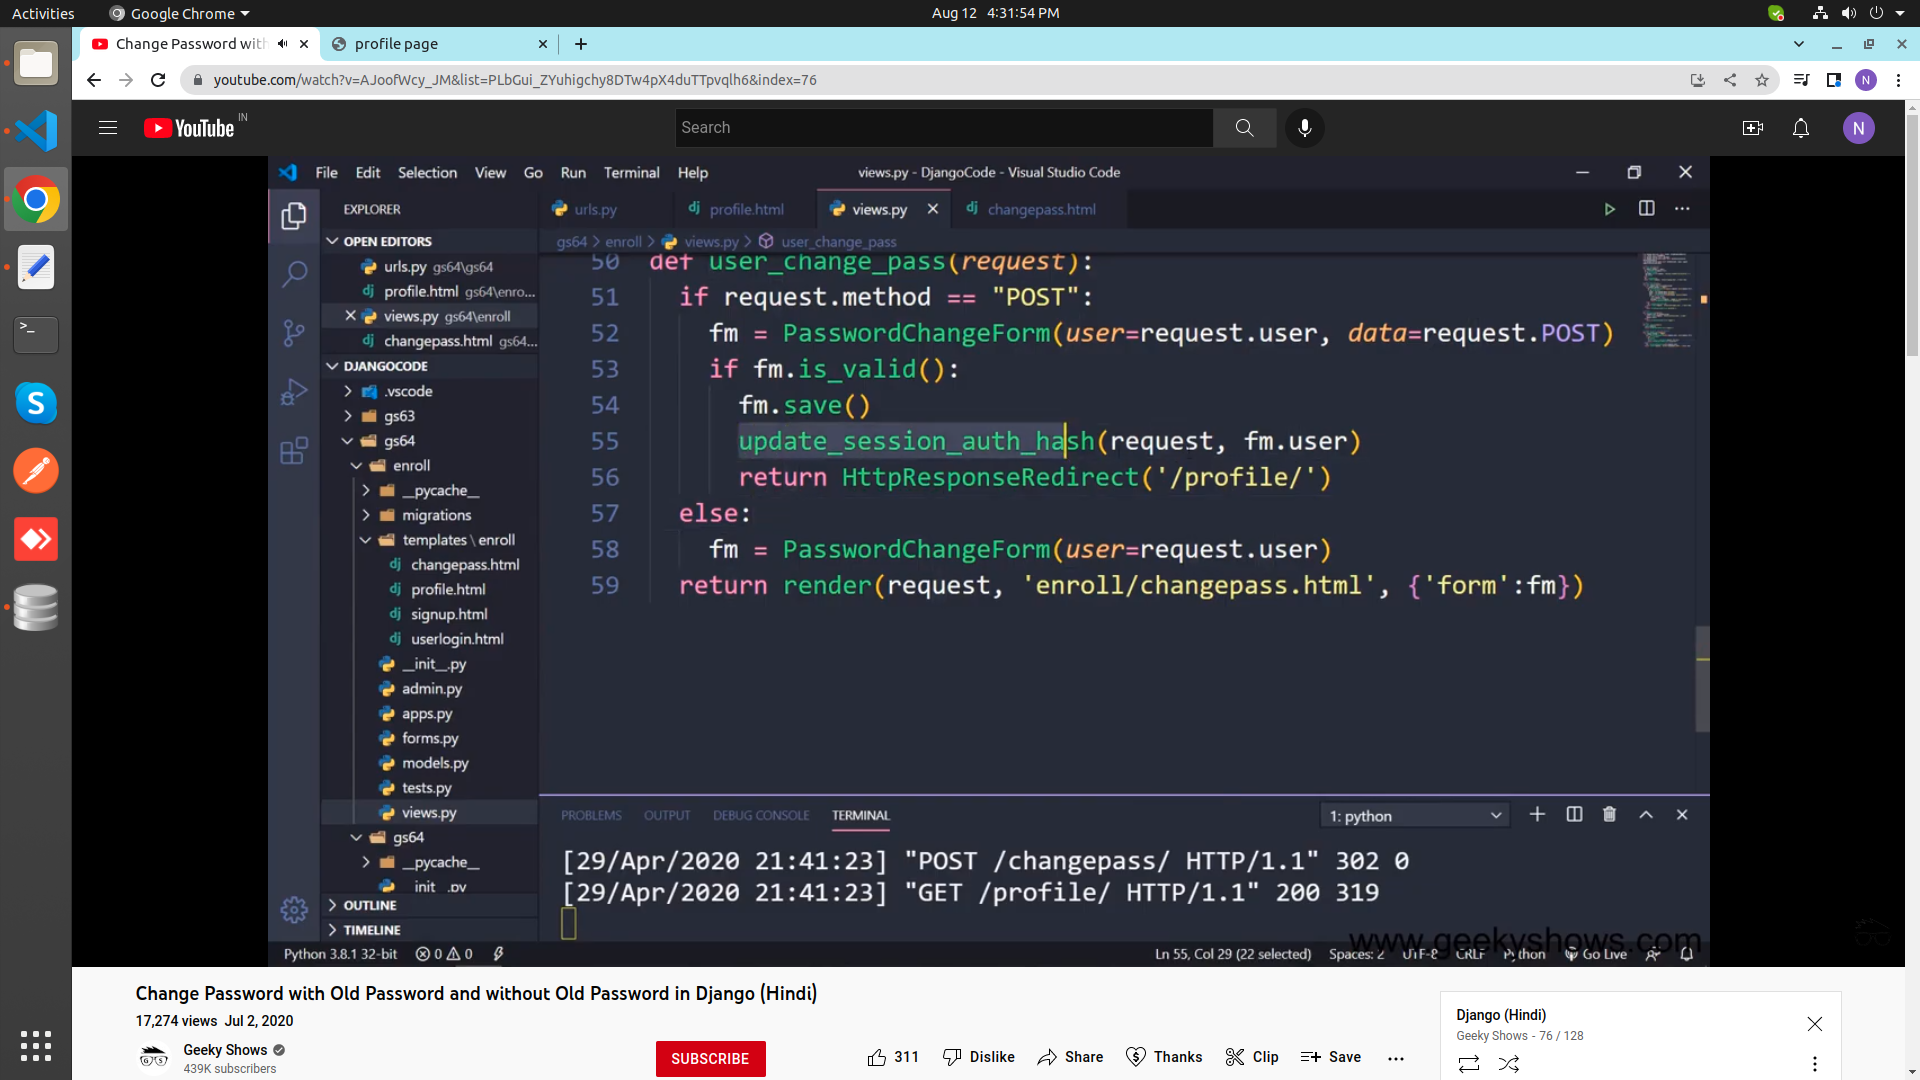 Activities
Google Chrome
Aug 12 4:31:54 PM
Change Password with
profile page
youtube.com/watch?v=AJoofWcy_JM&list=PLbGui_ZYuhigchy8DTw4pX4duTTpvqlh6&index=76
N
YouTube IN
Search
N
File Edit Selection View Go Run Terminal Help
views.py - DjangoCode - Visual Studio Code
EXPLORER
urls.py
profile.html
views.py
changepass.html
OPEN EDITORS
gs64 > enroll > views.py > user_change_pass
urls.py gs64\gs64
profile.html gs64\enro...
views.py gs64\enroll
changepass.html gs64...
DJANGOCODE
.vscode
gs63
gs64
enroll
__pycache__
migrations
templates \ enroll
changepass.html
profile.html
signup.html
userlogin.html
__init__.py
admin.py
apps.py
forms.py
models.py
tests.py
views.py
gs64
__pycache__
__init__.py
OUTLINE
TIMELINE
50 def user_change_pass(request):
51 if request.method == "POST":
52 fm = PasswordChangeForm(user=request.user, data=request.POST)
53 if fm.is_valid():
54 fm.save()
55 update_session_auth_hash(request, fm.user)
56 return HttpResponseRedirect('/profile/')
57 else:
58 fm = PasswordChangeForm(user=request.user)
59 return render(request, 'enroll/changepass.html', {'form':fm})
PROBLEMS OUTPUT DEBUG CONSOLE TERMINAL
1: python
[29/Apr/2020 21:41:23] "POST /changepass/ HTTP/1.1" 302 0
[29/Apr/2020 21:41:23] "GET /profile/ HTTP/1.1" 200 319
www.geekyshows.com
Python 3.8.1 32-bit 0 0
Ln 55, Col 29 (22 selected) Spaces: 2 UTF-8 CRLF Python Go Live
Change Password with Old Password and without Old Password in Django (Hindi)
17,274 views Jul 2, 2020
Geeky Shows
439K subscribers
SUBSCRIBE
311
Dislike
Share
Thanks
Clip
Save
Django (Hindi)
Geeky Shows - 76 / 128